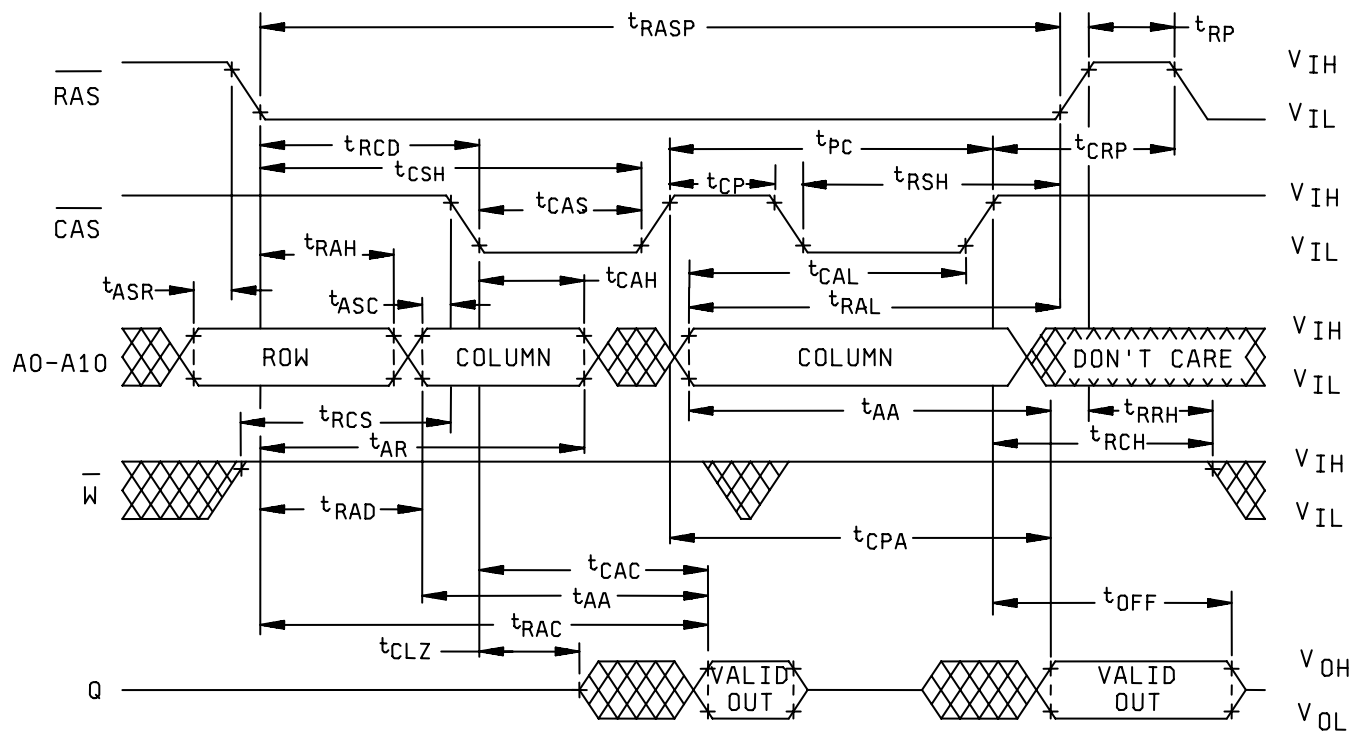 tRASP
tRP
RAS
VIH
VIL
tRCD
tPC
tCRP
tCSH
tCP
tRSH
CAS
tCAS
VIH
VIL
tRAH
tASR
tCAH
tCAL
tASC
tRAL
A0-A10
ROW
COLUMN
COLUMN
DON'T CARE
VIH
VIL
tRCS
tAA
tRRH
tAR
tRCH
W
VIH
VIL
tRAD
tCPA
tCAC
tAA
tOFF
tRAC
tCLZ
Q
VALID
OUT
VALID
OUT
VOH
VOL